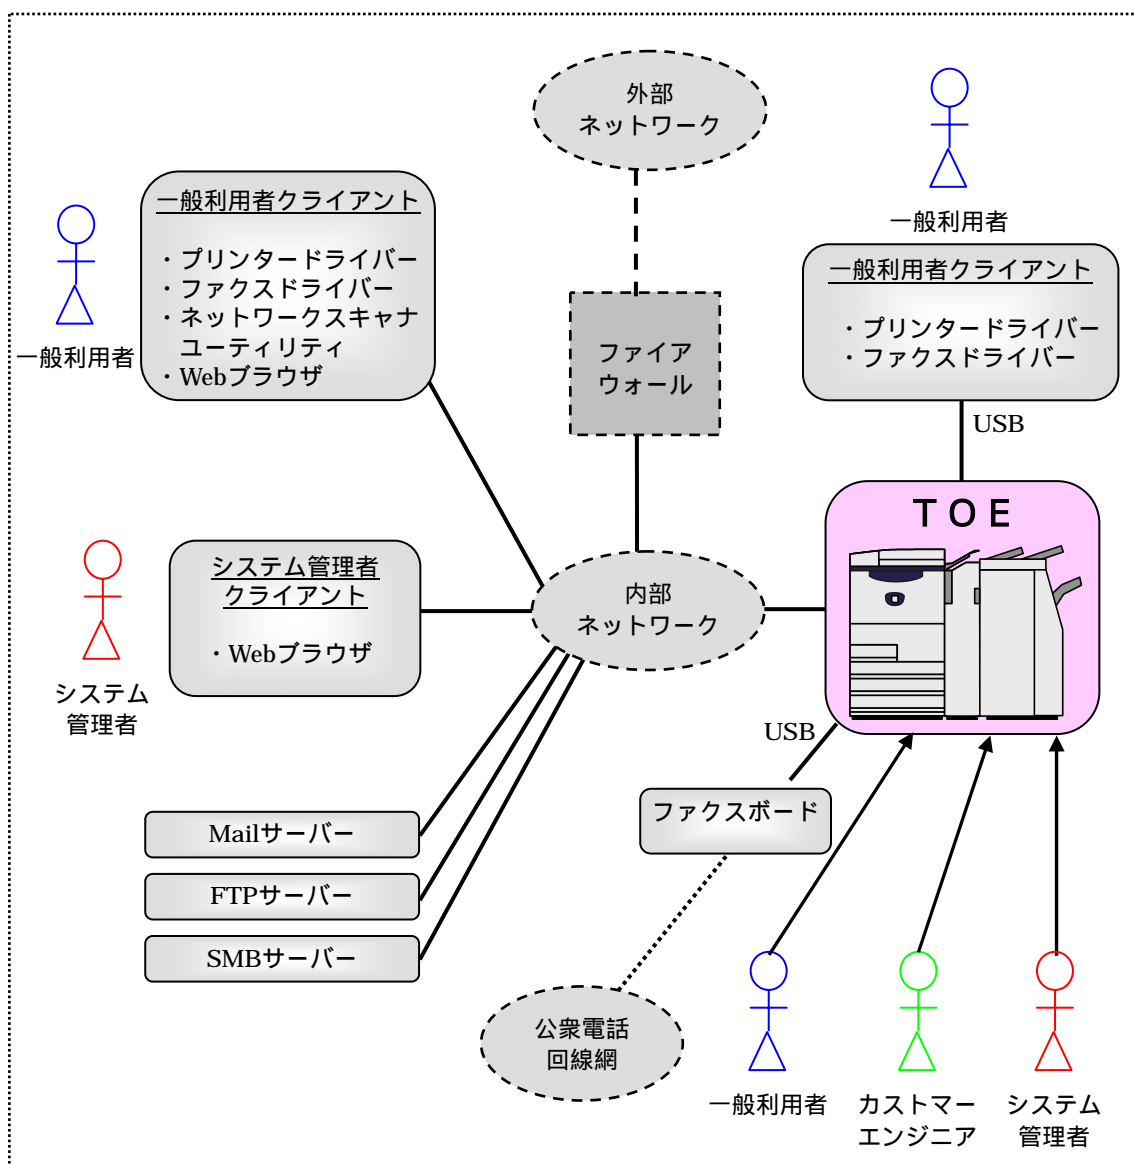 外部
ネットワーク
一般利用者
一般利用者クライアント
・プリンタードライバー
・ファクスドライバー
・ネットワークスキャナ
ユーティリティ
・Webブラウザ
一般利用者
一般利用者クライアント
・プリンタードライバー
・ファクスドライバー
ファイア
ウォール
USB
TOE
システム管理者
クライアント
・Webブラウザ
内部
ネットワーク
システム
管理者
USB
ファクスボード
Mailサーバー
FTPサーバー
SMBサーバー
公衆電話
回線網
一般利用者
カストマー
エンジニア
システム
管理者